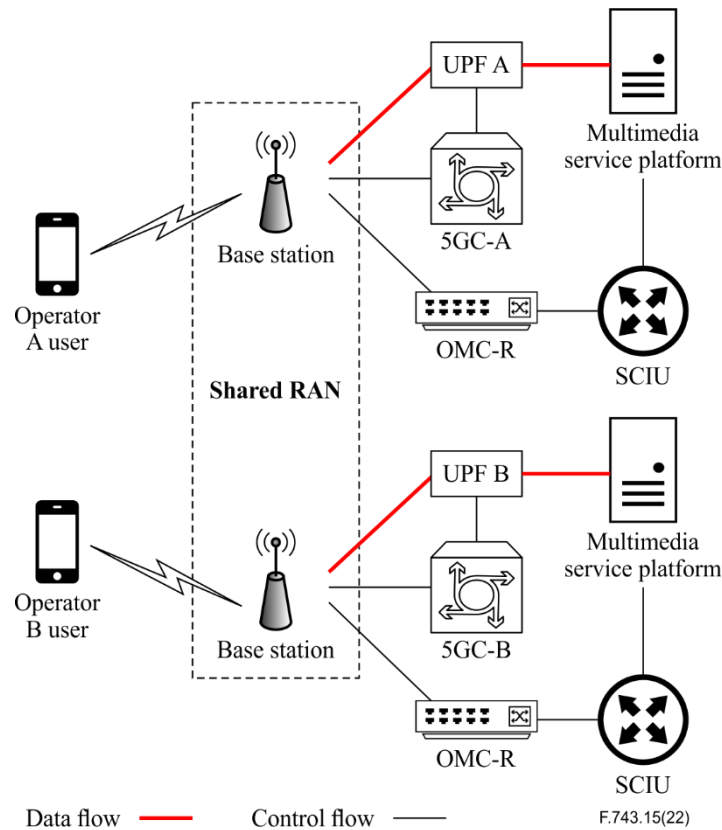 UPF A
Multimedia
service platform
Base station
5GC-A
Operator
A user
OMC-R
SCIU
Shared RAN
UPF B
Multimedia
service platform
Operator
B user
Base station
5GC-B
OMC-R
SCIU
Data flow
Control flow
F.743.15(22)